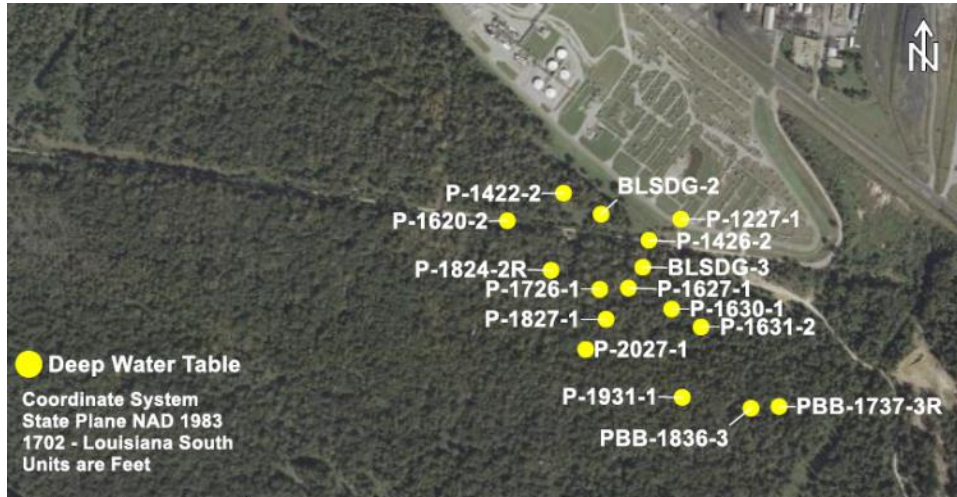 N
P-1422-2
BLSDG-2
P-1620-2
P-1227-1
P-1426-2
P-1824-2R
BLSDG-3
P-1726-1
P-1627-1
P-1630-1
P-1827-1
P-1631-2
P-2027-1
Deep Water Table
P-1931-1
PBB-1737-3R
Coordinate System
State Plane NAD 1983
1702 - Louisiana South
Units are Feet
PBB-1836-3